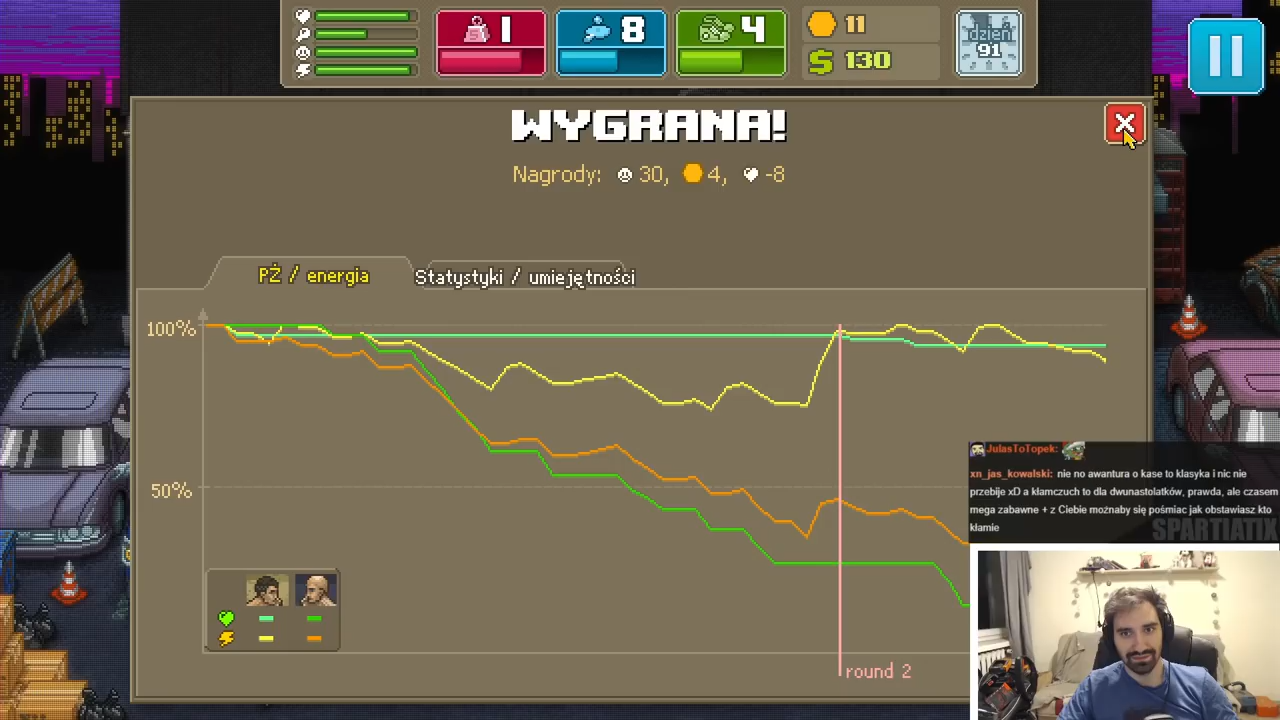 1
8
4
11
130
dzień
91
WYGRANA!
Nagrody: 30, 4, -8
PŻ / energia
Statystyki / umiejętności
100%
50%
round 2
JulasToTopek:
xn_jas_kowalski: nie no awantura o kase to klasyka i nic nie
przebije xD a kłamczuch to dla dwunastolatków, prawda, ale czasem
mega zabawne + z Ciebie możnaby się pośmiac jak obstawiasz kto
kłamie
SPARTIATIX